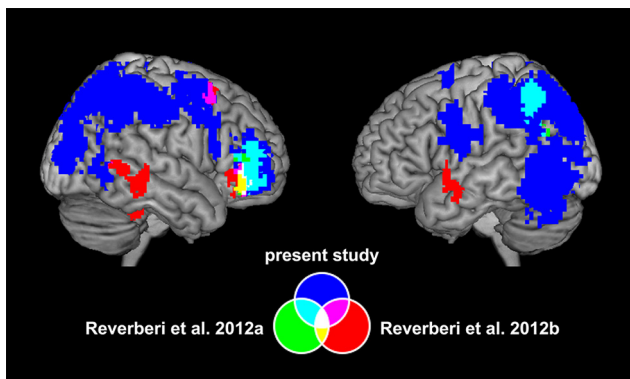 present study
Reverberi et al. 2012a
Reverberi et al. 2012b